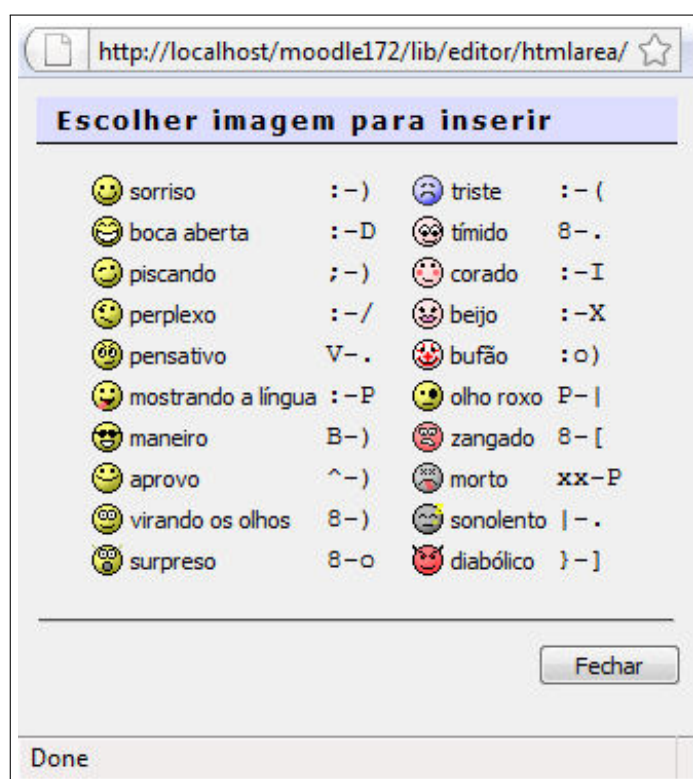 http://localhost/moodle172/lib/editor/htmlarea/
Escolher imagem para inserir
sorriso :-) triste :-(
boca aberta :-D tímido 8-.
piscando ;-) corado :-I
perplexo :-/ beijo :-X
pensativo V-. bufão :o)
mostrando a língua :-P olho roxo P-|
maneiro B-) zangado 8-[
aprovo ^-) morto xx-P
virando os olhos 8-) sonolento |-.
surpreso 8-o diabólico }-]
Fechar
Done